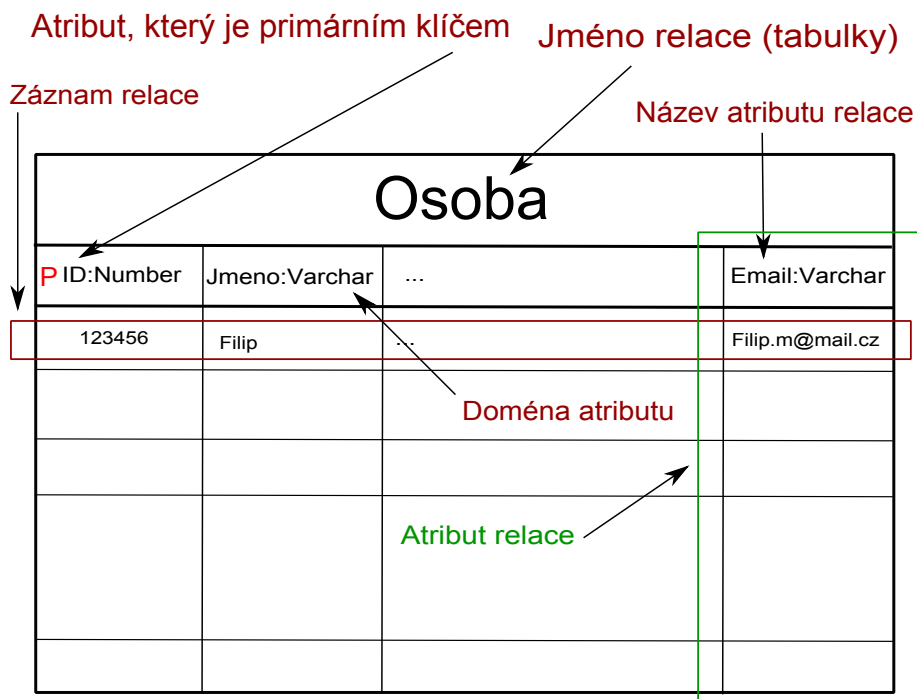 Atribut, který je primárním klíčem
Jméno relace (tabulky)
Záznam relace
Název atributu relace
Osoba
P ID:Number
Jmeno:Varchar
...
Email:Varchar
123456
Filip
...
Filip.m@mail.cz
Doména atributu
Atribut relace